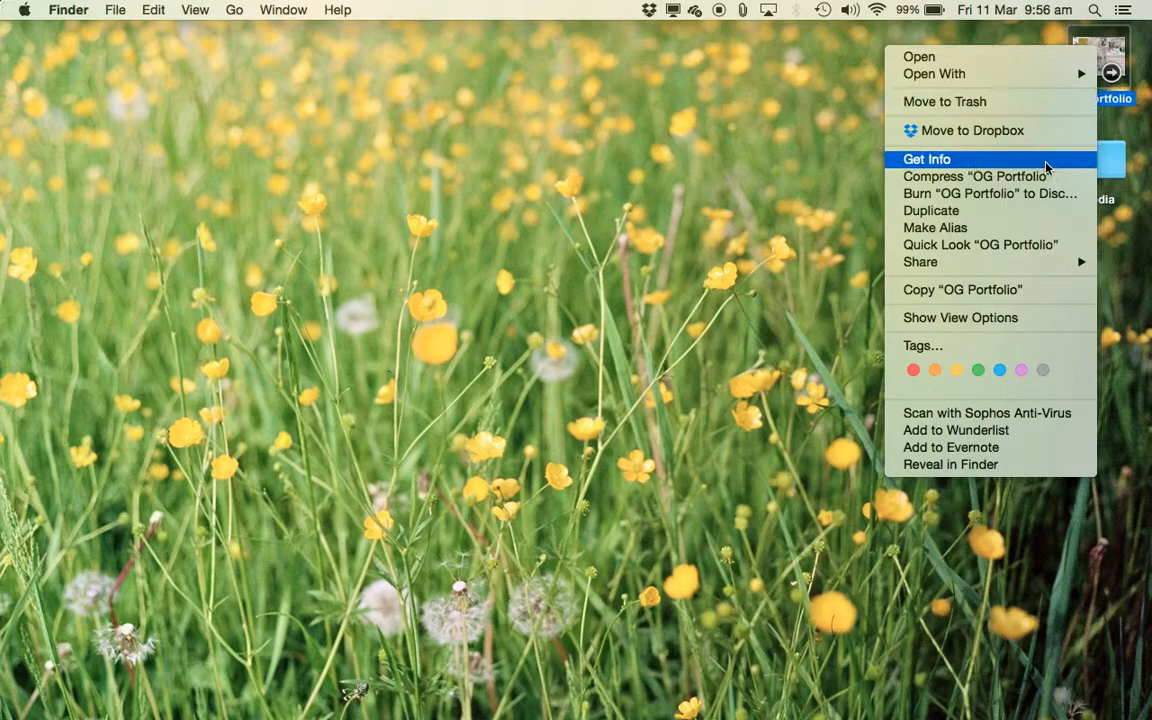 Finder File Edit View Go Window Help 99% Fri 11 Mar 9:56 am
Open
Open With
Move to Trash
rtfolio
Move to Dropbox
Get Info
Compress “OG Portfolio”
Burn “OG Portfolio” to Disc...
dia
Duplicate
Make Alias
Quick Look “OG Portfolio”
Share
Copy “OG Portfolio”
Show View Options
Tags...
Scan with Sophos Anti-Virus
Add to Wunderlist
Add to Evernote
Reveal in Finder